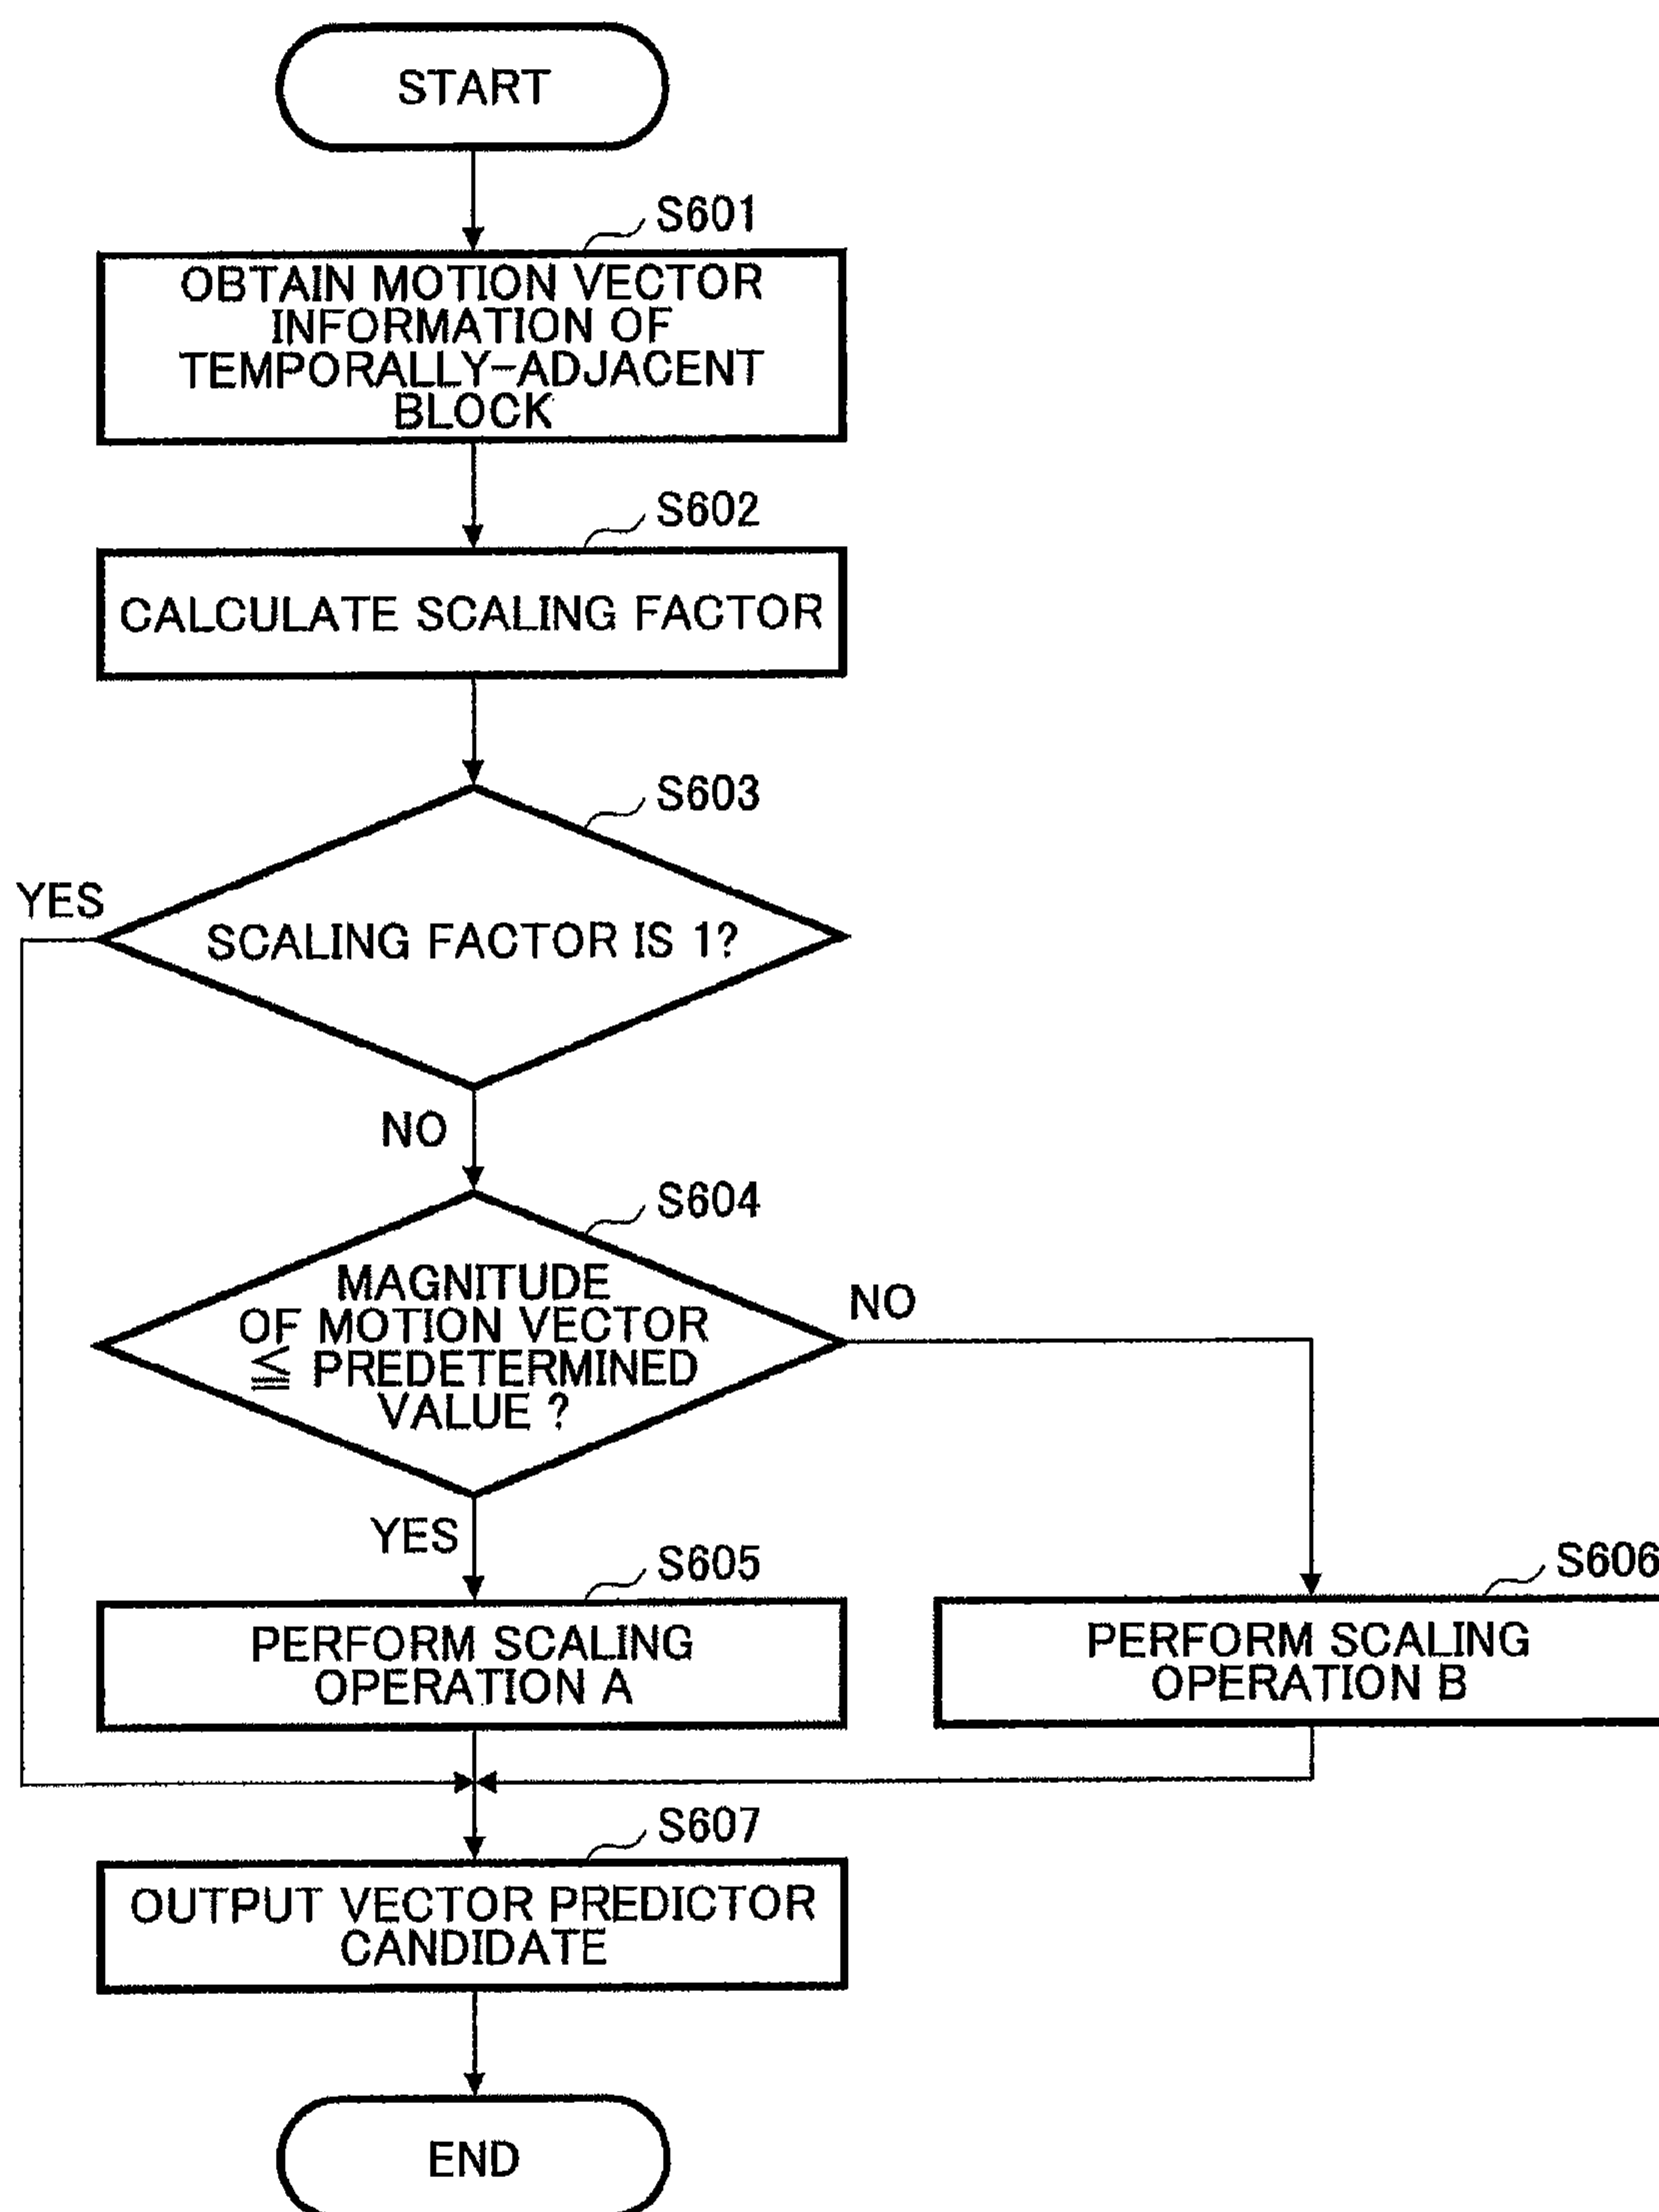 START
S601
OBTAIN MOTION VECTOR
INFORMATION OF
TEMPORALLY-ADJACENT
BLOCK
S602
CALCULATE SCALING FACTOR
S603
YES
SCALING FACTOR IS 1?
NO
S604
MAGNITUDE
OF MOTION VECTOR
≦ PREDETERMINED
VALUE ?
NO
YES
S605
PERFORM SCALING
OPERATION A
S606
PERFORM SCALING
OPERATION B
S607
OUTPUT VECTOR PREDICTOR
CANDIDATE
END